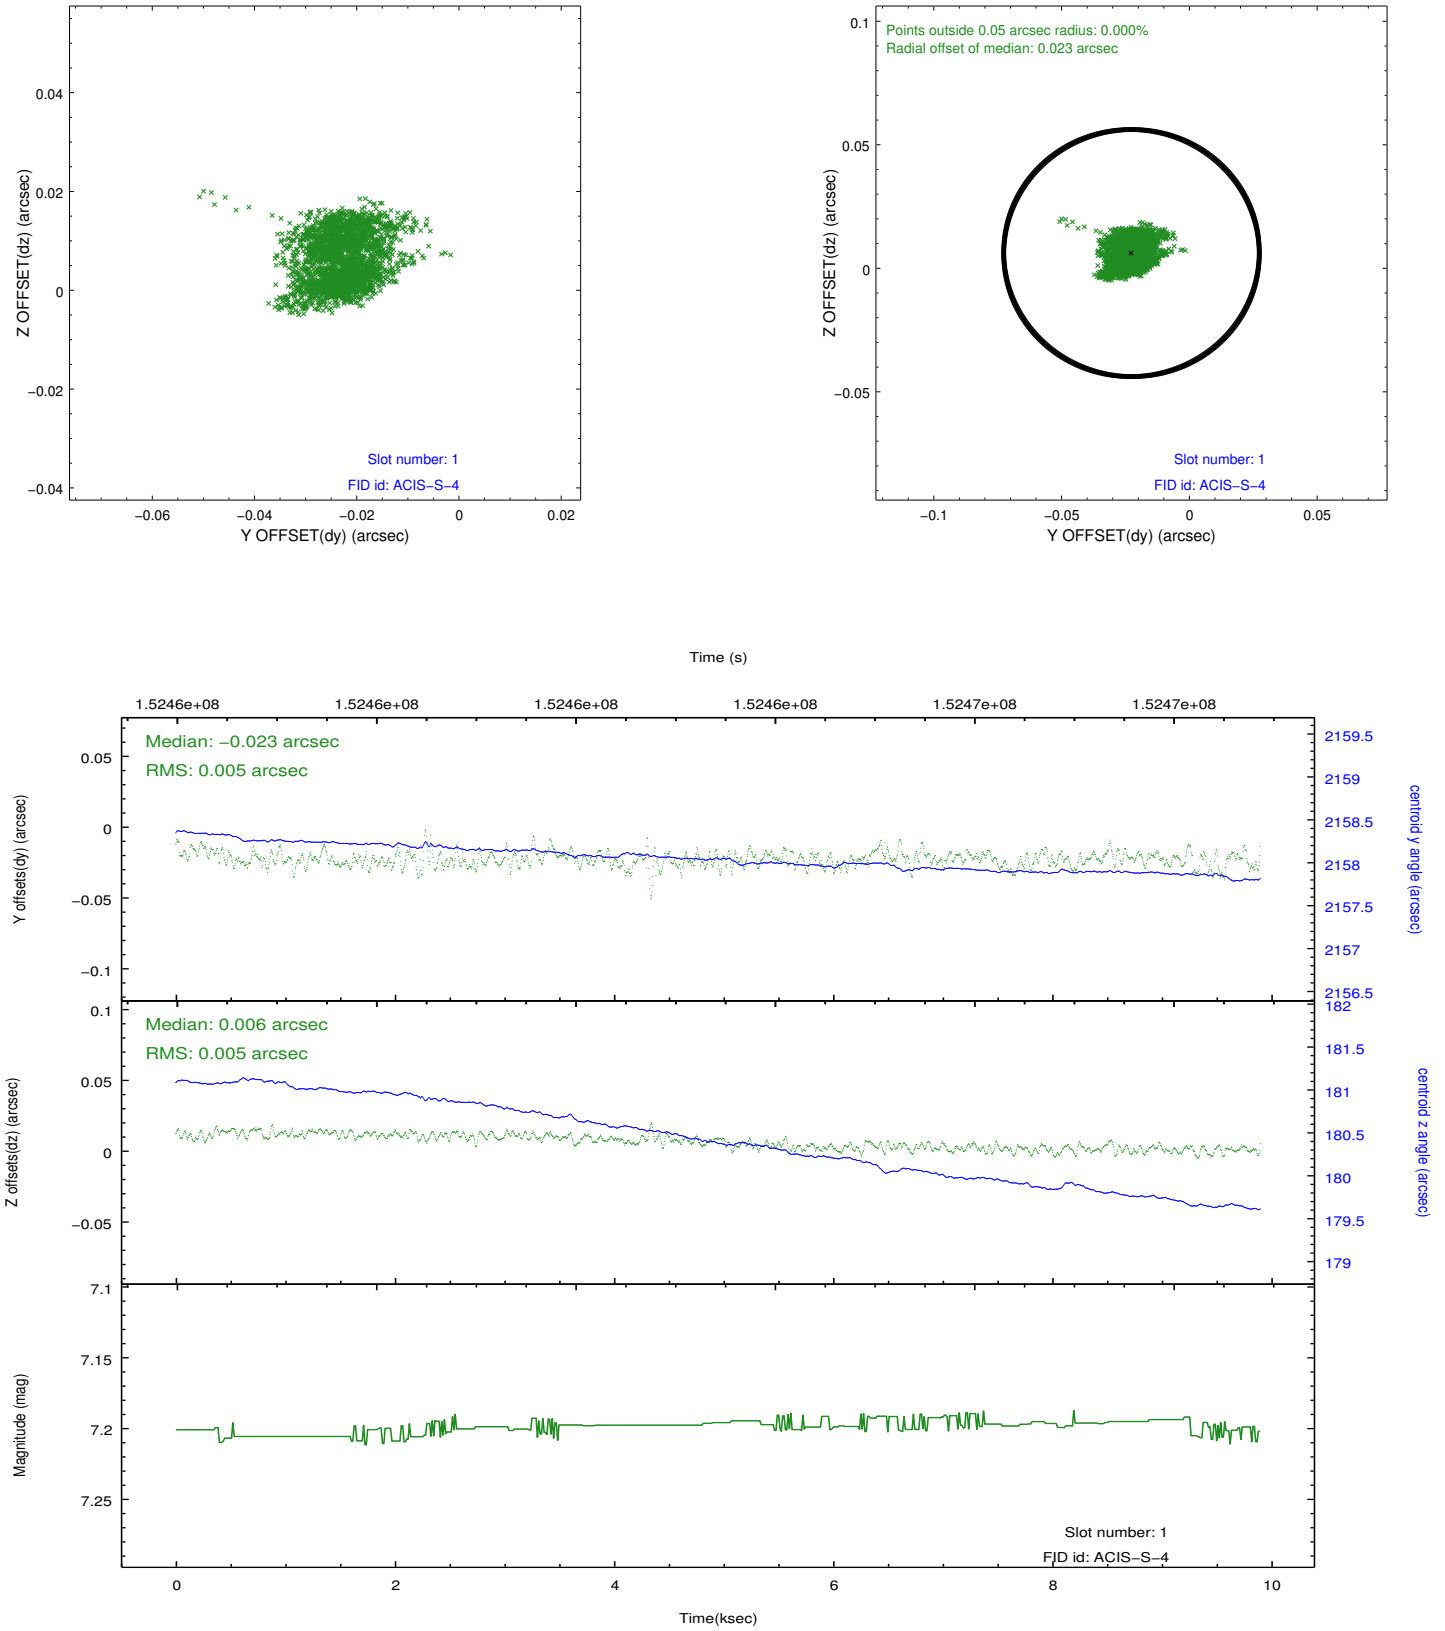 0.04
0.02
0
−0.02
−0.04
Z OFFSET(dz) (arcsec)
Slot number: 1
FID id: ACIS−S−4
−0.06
−0.04
−0.02
0
0.02
Y OFFSET(dy) (arcsec)
Points outside 0.05 arcsec radius: 0.000%
Radial offset of median: 0.023 arcsec
0.1
0.05
0
−0.05
Z OFFSET(dz) (arcsec)
Slot number: 1
FID id: ACIS−S−4
−0.1
−0.05
0
0.05
Y OFFSET(dy) (arcsec)
Time (s)
1.5246e+08
1.5246e+08
1.5246e+08
1.5246e+08
1.5247e+08
1.5247e+08
Median: −0.023 arcsec
RMS: 0.005 arcsec
0.05
0
−0.05
−0.1
Y offsets(dy) (arcsec)
2159.5
2159
2158.5
2158
2157.5
2157
2156.5
centroid y angle (arcsec)
Median: 0.006 arcsec
RMS: 0.005 arcsec
0.1
0.05
0
−0.05
Z offsets(dz) (arcsec)
182
181.5
181
180.5
180
179.5
179
centroid z angle (arcsec)
7.1
7.15
7.2
7.25
Magnitude (mag)
Slot number: 1
FID id: ACIS−S−4
0
2
4
6
8
10
Time(ksec)